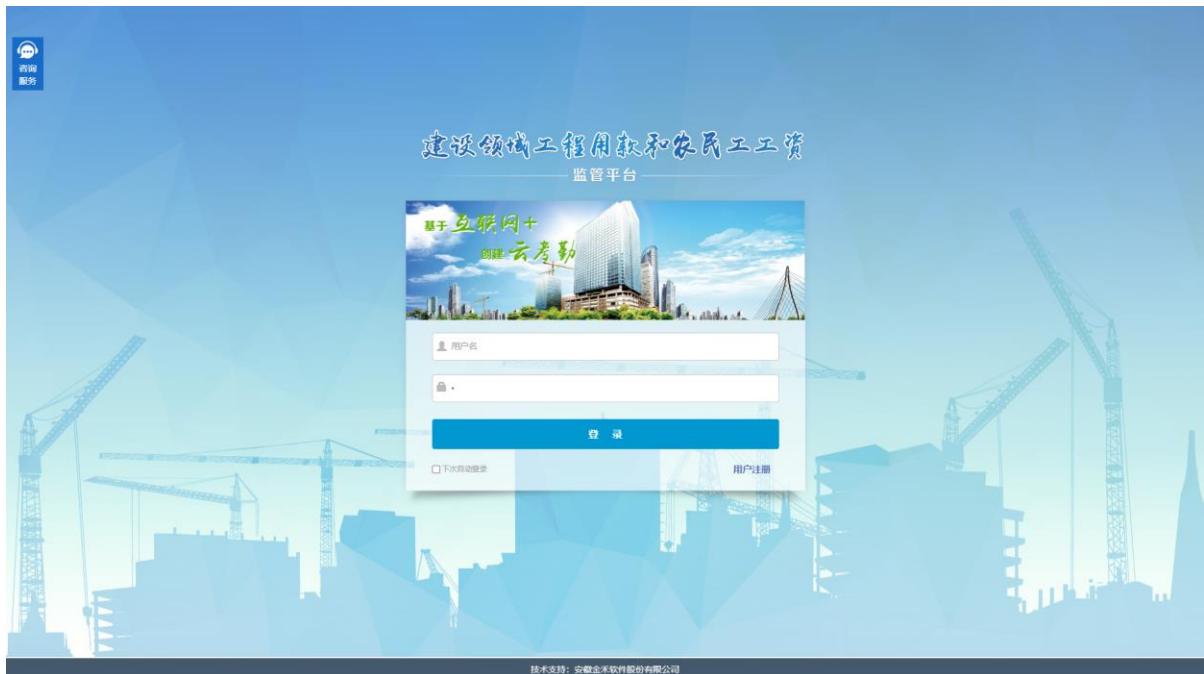 咨询
服务
建设领域工程用款和农民工工资
监管平台
基于互联网+
创建云考勤
用户名
登 录
下次自动登录
用户注册
技术支持：安徽金禾软件股份有限公司